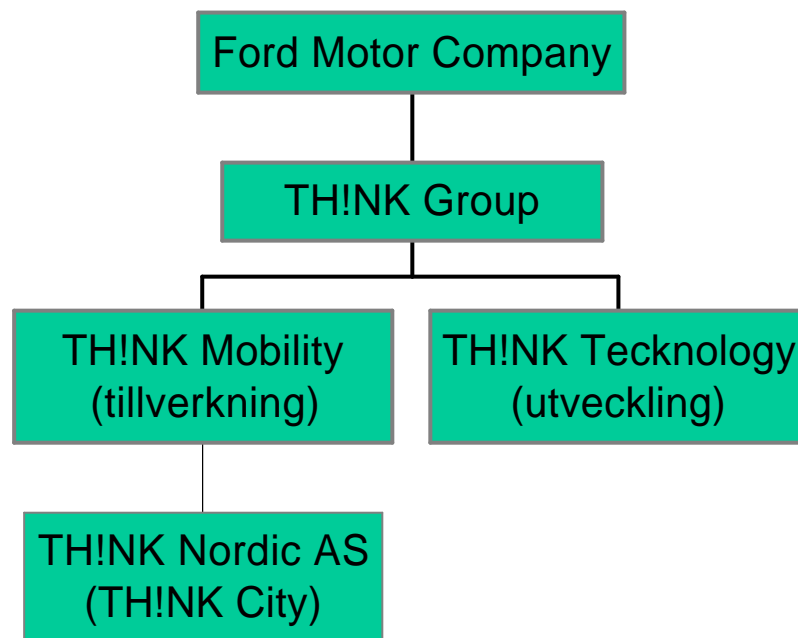 Ford Motor Company
TH!NK Group
TH!NK Mobility
(tillverkning)
TH!NK Tecknology
(utveckling)
TH!NK Nordic AS
(TH!NK City)